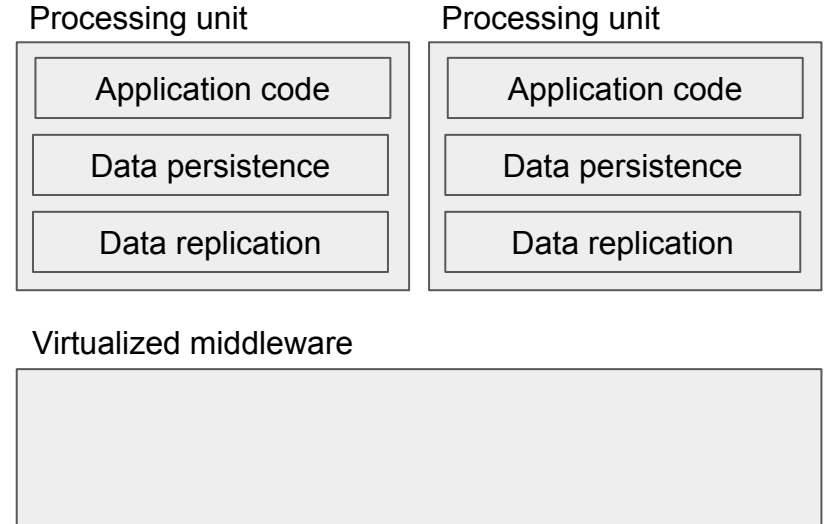 Processing unit
Processing unit
Application code
Application code
Data persistence
Data persistence
Data replication
Data replication
Virtualized middleware